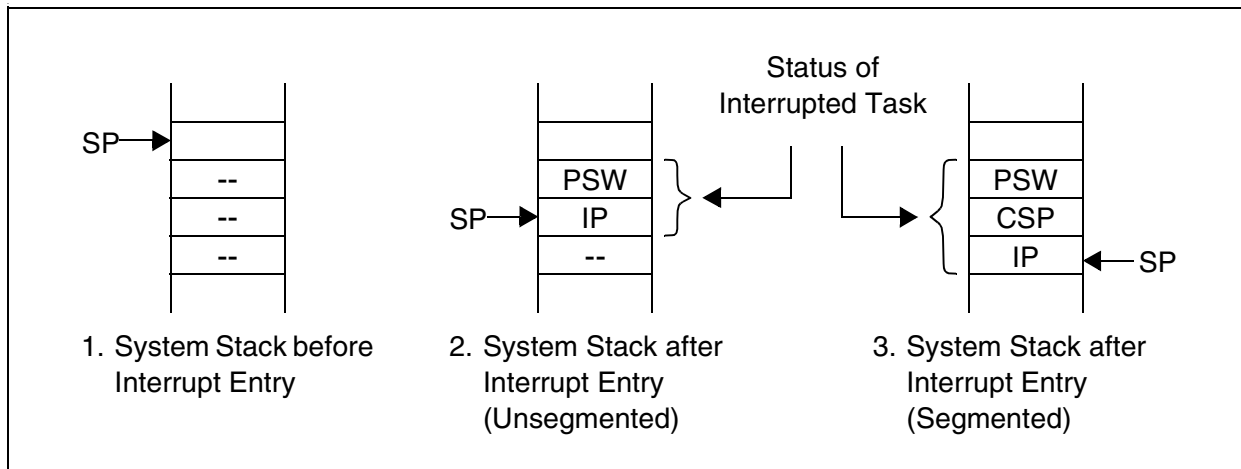 Status of
Interrupted Task
SP
--
--
--
SP
PSW
IP
--
PSW
CSP
IP
SP
1. System Stack before
Interrupt Entry
2. System Stack after
Interrupt Entry
(Unsegmented)
3. System Stack after
Interrupt Entry
(Segmented)